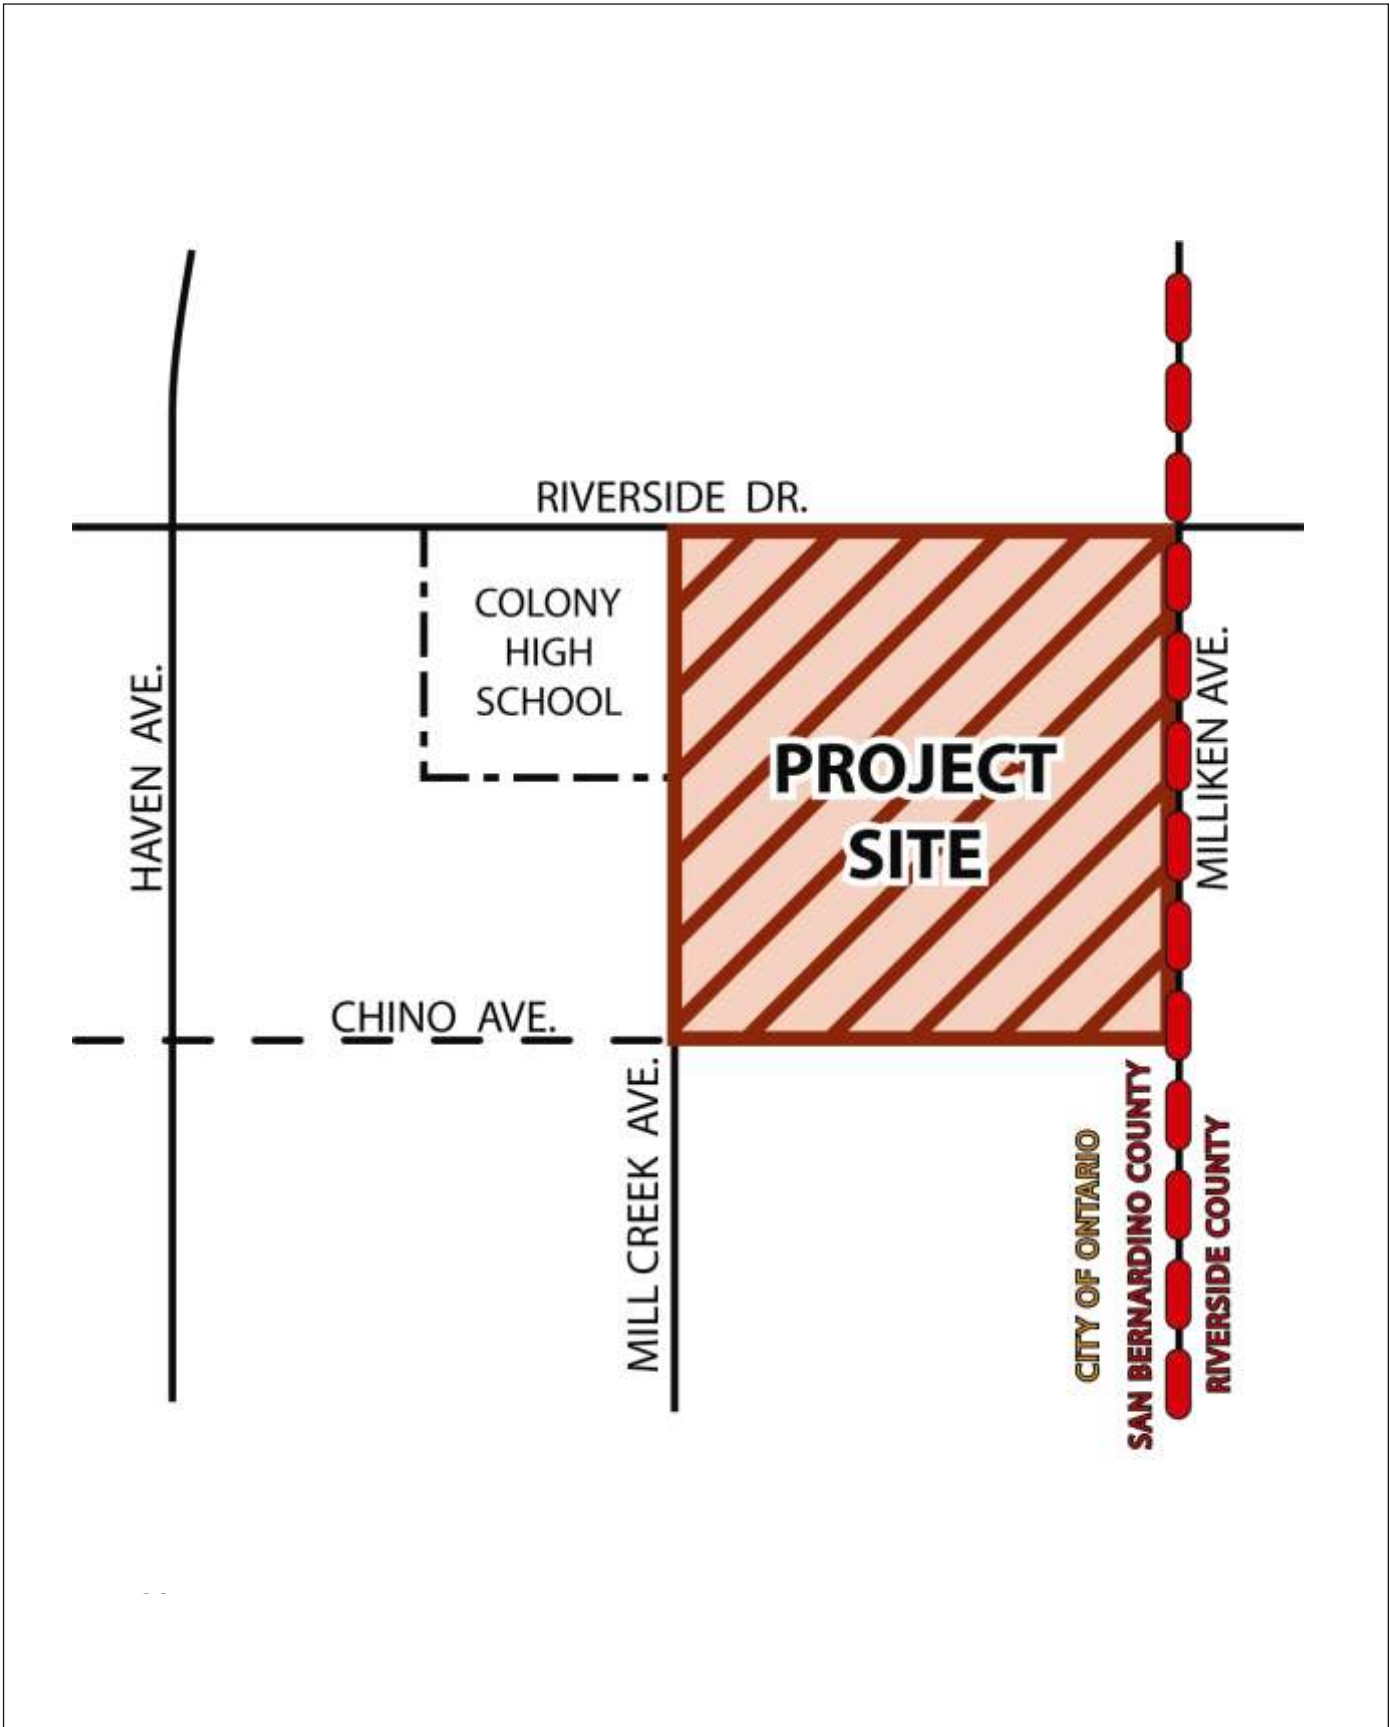 RIVERSIDE DR.
COLONY
HIGH
SCHOOL
HAVEN AVE.
MILLIKEN AVE.
PROJECT
SITE
CHINO AVE.
MILL CREEK AVE.
CITY OF ONTARIO
SAN BERNARDINO COUNTY
RIVERSIDE COUNTY